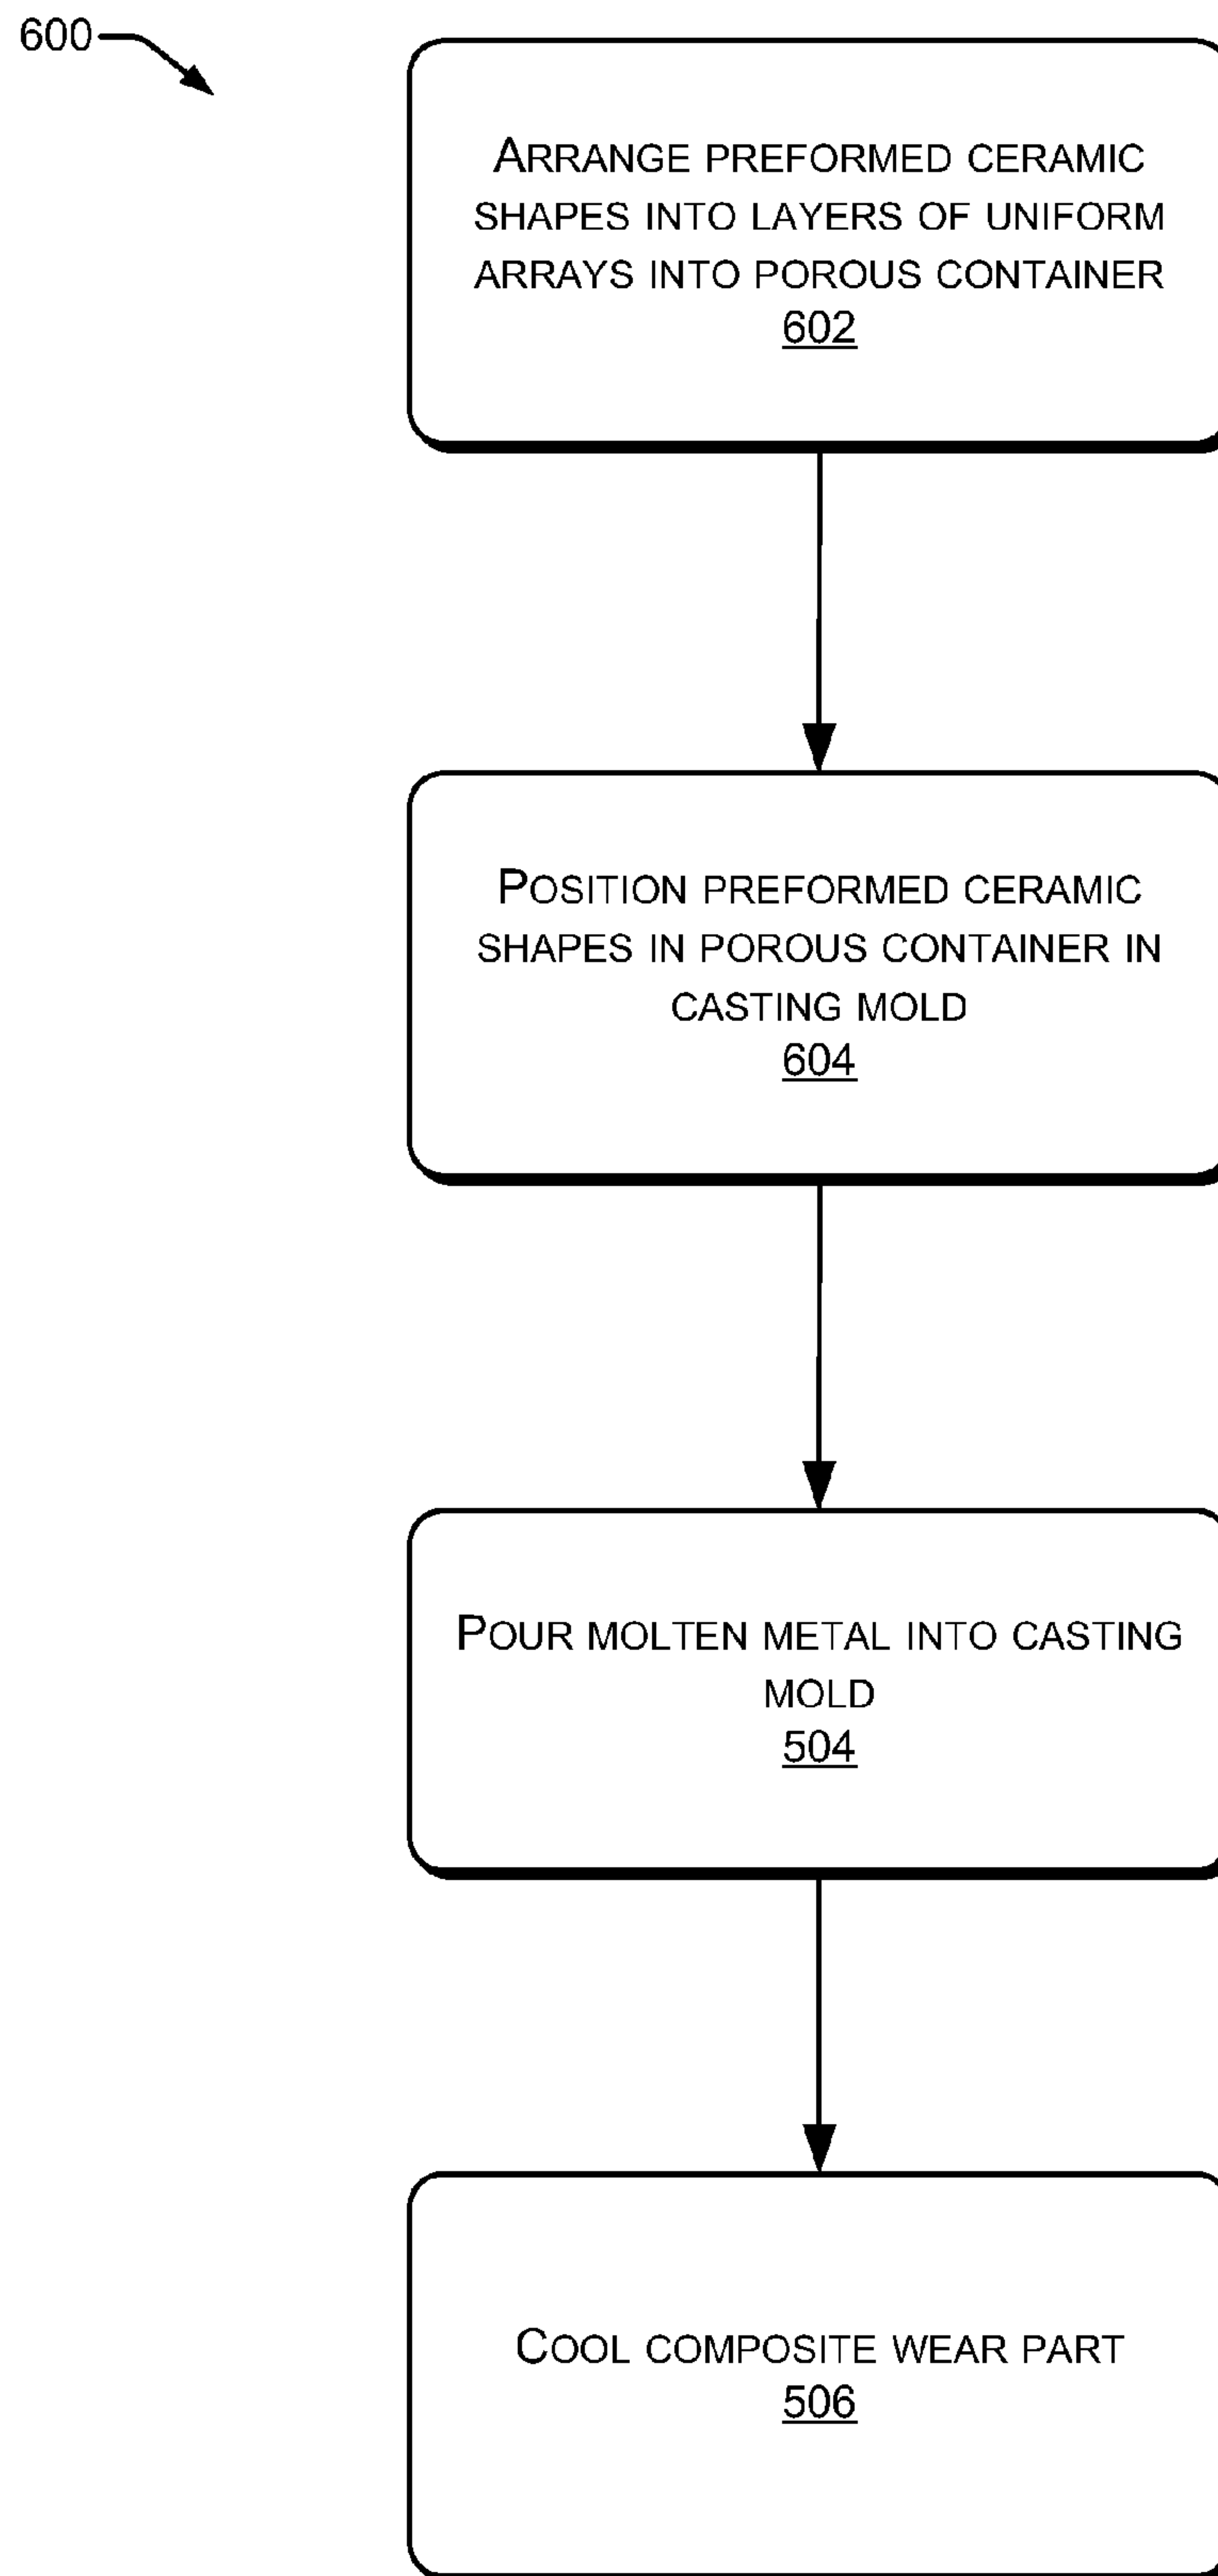 600
ARRANGE PREFORMED CERAMIC
SHAPES INTO LAYERS OF UNIFORM
ARRAYS INTO POROUS CONTAINER
602
POSITION PREFORMED CERAMIC
SHAPES IN POROUS CONTAINER IN
CASTING MOLD
604
POUR MOLTEN METAL INTO CASTING
MOLD
504
COOL COMPOSITE WEAR PART
506